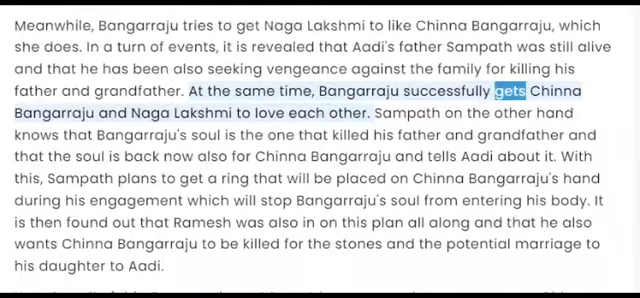 Meanwhile, Bangarraju tries to get Naga Lakshmi to like Chinna Bangarraju, which
she does. In a turn of events, it is revealed that Aadi's father Sampath was still alive
and that he has been also seeking vengeance against the family for killing his
father and grandfather. At the same time, Bangarraju successfully gets Chinna
Bangarraju and Naga Lakshmi to love each other. Sampath on the other hand
knows that Bangarraju's soul is the one that killed his father and grandfather and
that the soul is back now also for Chinna Bangarraju and tells Aadi about it. With
this, Sampath plans to get a ring that will be placed on Chinna Bangarraju's hand
during his engagement which will stop Bangarraju's soul from entering his body. It
is then found out that Ramesh was also in on this plan all along and that he also
wants Chinna Bangarraju to be killed for the stones and the potential marriage to
his daughter to Aadi.